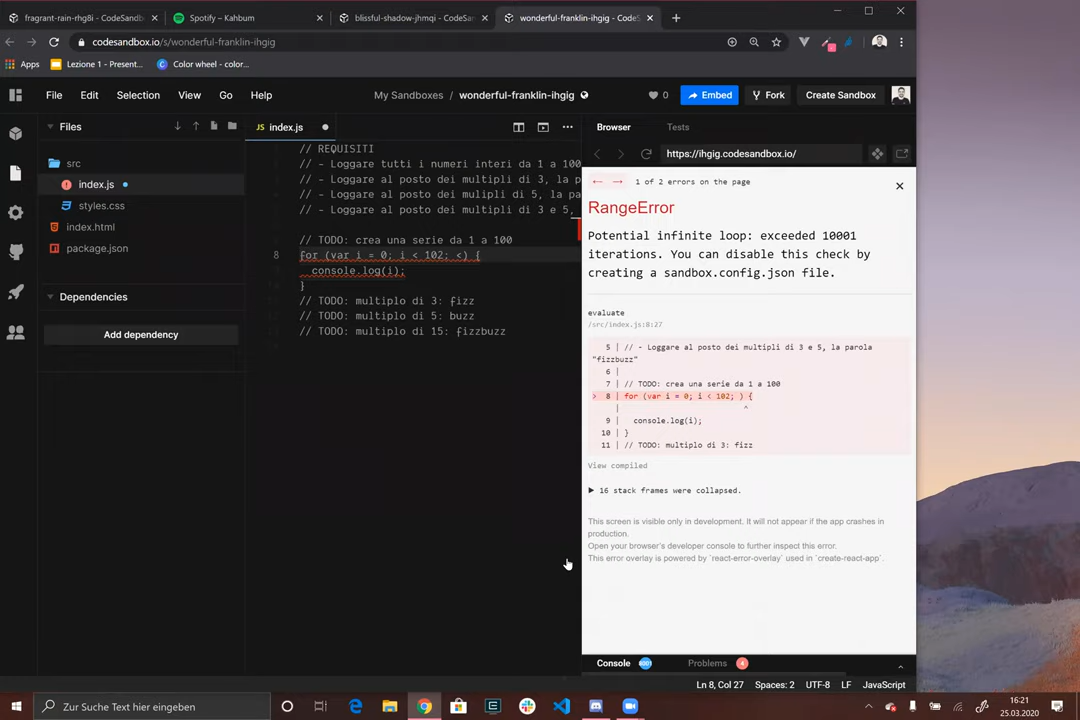 fragrant-rain-rhg8i - CodeSandb
Spotify – Kahbum
blissful-shadow-jhmqi - CodeSan
wonderful-franklin-ihgig - CodeS
codesandbox.io/s/wonderful-franklin-ihgig
Apps
Lezione 1 - Present...
Color wheel - color...
File Edit Selection View Go Help
My Sandboxes / wonderful-franklin-ihgig
0
Embed
Fork
Create Sandbox
Files
src
index.js
styles.css
index.html
package.json
Dependencies
Add dependency
JS index.js
// REQUISITI
// - Loggare tutti i numeri interi da 1 a 100
// - Loggare al posto dei multipli di 3, la p
// - Loggare al posto dei mulipli di 5, la pa
// - Loggare al posto dei multipli di 3 e 5,
// TODO: crea una serie da 1 a 100
8 for (var i = 0; i < 102; <) {
console.log(i);
}
// TODO: multiplo di 3: fizz
// TODO: multiplo di 5: buzz
// TODO: multiplo di 15: fizzbuzz
Browser Tests
https://ihgig.codesandbox.io/
← → 1 of 2 errors on the page
RangeError
Potential infinite loop: exceeded 10001
iterations. You can disable this check by
creating a sandbox.config.json file.
evaluate
/src/index.js:8:27
5 | // - Loggare al posto dei multipli di 3 e 5, la parola
"fizzbuzz"
6 |
7 | // TODO: crea una serie da 1 a 100
> 8 | for (var i = 0; i < 102; ) {
| ^
9 | console.log(i);
10 | }
11 | // TODO: multiplo di 3: fizz
View compiled
▶ 16 stack frames were collapsed.
This screen is visible only in development. It will not appear if the app crashes in
production.
Open your browser's developer console to further inspect this error.
This error overlay is powered by `react-error-overlay` used in `create-react-app`.
Console
Problems 4
Ln 8, Col 27 Spaces: 2 UTF-8 LF JavaScript
Zur Suche Text hier eingeben
16:21
25.03.2020